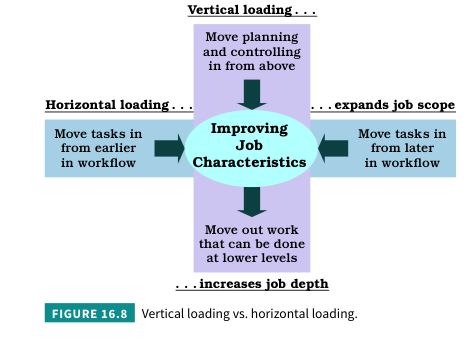 Vertical loading . . .
Move planning
and controlling
in from above
Horizontal loading . . .
. . . expands job scope
Move tasks in
from earlier
in workflow
Improving
Job
Characteristics
Move tasks in
from later
in workflow
Move out work
that can be done
at lower levels
. . . increases job depth
FIGURE 16.8 Vertical loading vs. horizontal loading.